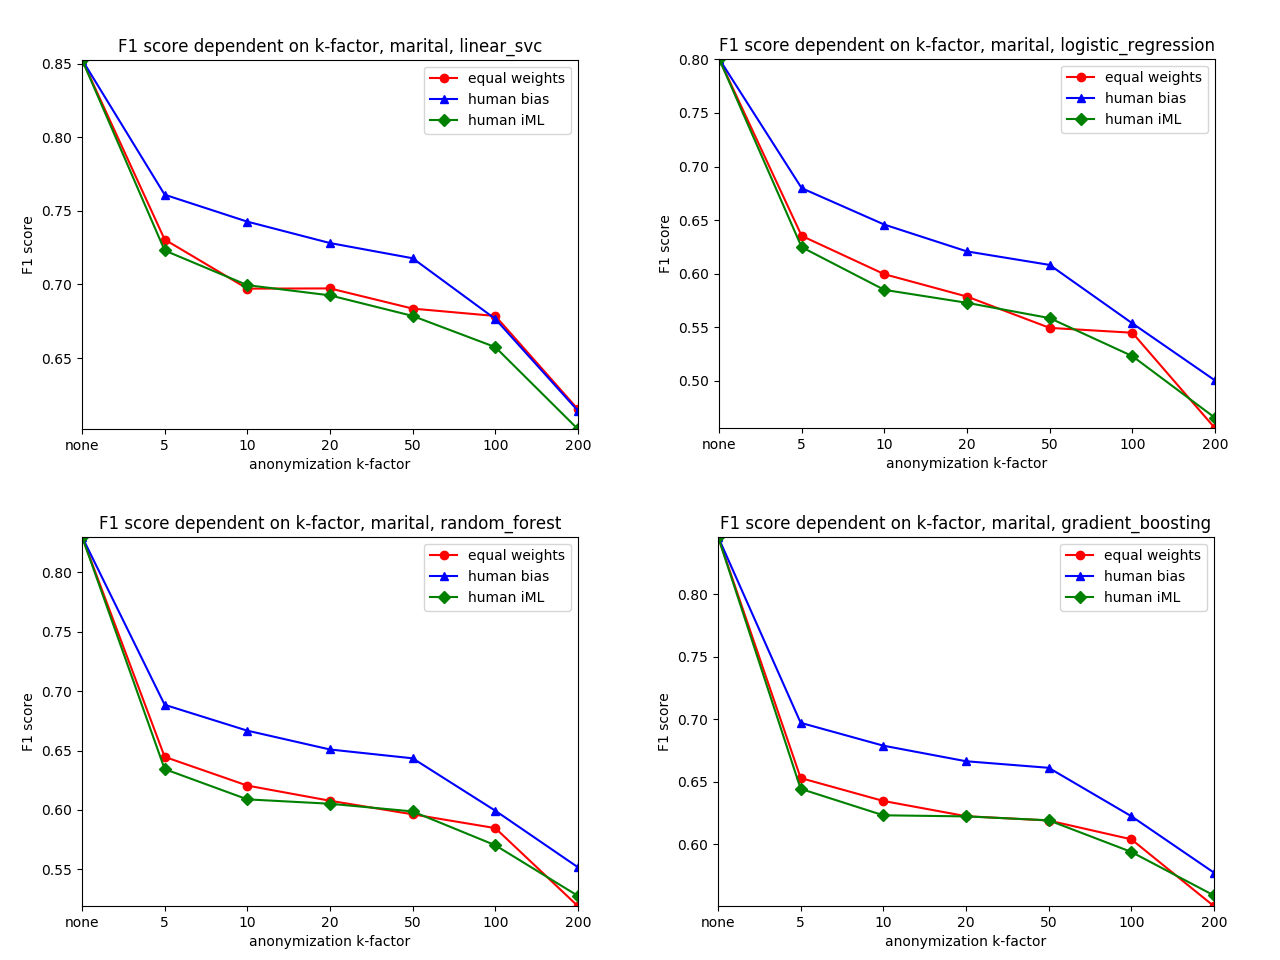 F1 score dependent on k-factor, marital, linear_svc
0.85
0.80
0.75
0.70
0.65
F1 score
equal weights
human bias
human iML
none 5 10 20 50 100 200
anonymization k-factor
F1 score dependent on k-factor, marital, logistic_regression
0.80
0.75
0.70
0.65
0.60
0.55
0.50
F1 score
equal weights
human bias
human iML
none 5 10 20 50 100 200
anonymization k-factor
F1 score dependent on k-factor, marital, random_forest
0.80
0.75
0.70
0.65
0.60
0.55
F1 score
equal weights
human bias
human iML
none 5 10 20 50 100 200
anonymization k-factor
F1 score dependent on k-factor, marital, gradient_boosting
0.80
0.75
0.70
0.65
0.60
F1 score
equal weights
human bias
human iML
none 5 10 20 50 100 200
anonymization k-factor